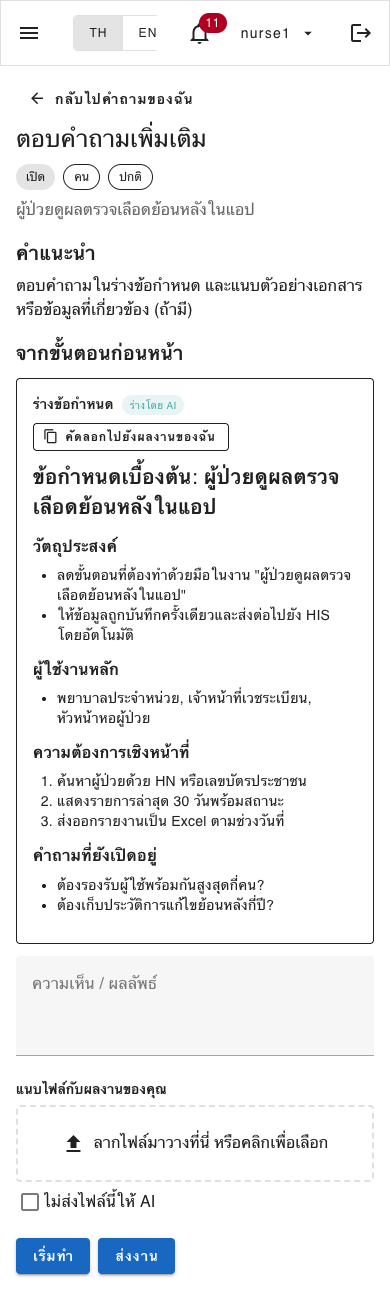 TH EN 11 nurse1
กลับไปคำถามของฉัน
ตอบคำถามเพิ่มเติม
เปิด คน ปกติ
ผู้ป่วยดูผลตรวจเลือดย้อนหลังในแอป
คำแนะนำ
ตอบคำถามในร่างข้อกำหนด และแนบตัวอย่างเอกสาร
หรือข้อมูลที่เกี่ยวข้อง (ถ้ามี)
จากขั้นตอนก่อนหน้า
ร่างข้อกำหนด ร่างโดย AI
คัดลอกไปยังผลงานของฉัน
ข้อกำหนดเบื้องต้น: ผู้ป่วยดูผลตรวจ
เลือดย้อนหลังในแอป
วัตถุประสงค์
• ลดขั้นตอนที่ต้องทำด้วยมือในงาน "ผู้ป่วยดูผลตรวจ
เลือดย้อนหลังในแอป"
• ให้ข้อมูลถูกบันทึกครั้งเดียวและส่งต่อไปยัง HIS
โดยอัตโนมัติ
ผู้ใช้งานหลัก
• พยาบาลประจำหน่วย, เจ้าหน้าที่เวชระเบียน,
หัวหน้าหอผู้ป่วย
ความต้องการเชิงหน้าที่
1. ค้นหาผู้ป่วยด้วย HN หรือเลขบัตรประชาชน
2. แสดงรายการล่าสุด 30 วันพร้อมสถานะ
3. ส่งออกรายงานเป็น Excel ตามช่วงวันที่
คำถามที่ยังเปิดอยู่
• ต้องรองรับผู้ใช้พร้อมกันสูงสุดกี่คน?
• ต้องเก็บประวัติการแก้ไขย้อนหลังกี่ปี?
ความเห็น / ผลลัพธ์
แนบไฟล์กับผลงานของคุณ
ลากไฟล์มาวางที่นี่ หรือคลิกเพื่อเลือก
ไม่ส่งไฟล์นี้ให้ AI
เริ่มทำ ส่งงาน